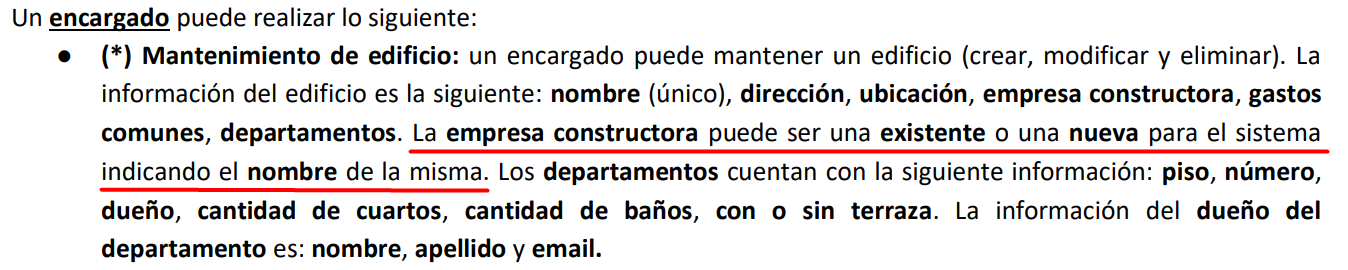 Un encargado puede realizar lo siguiente:
● (*) Mantenimiento de edificio: un encargado puede mantener un edificio (crear, modificar y eliminar). La
información del edificio es la siguiente: nombre (único), dirección, ubicación, empresa constructora, gastos
comunes, departamentos. La empresa constructora puede ser una existente o una nueva para el sistema
indicando el nombre de la misma. Los departamentos cuentan con la siguiente información: piso, número,
dueño, cantidad de cuartos, cantidad de baños, con o sin terraza. La información del dueño del
departamento es: nombre, apellido y email.